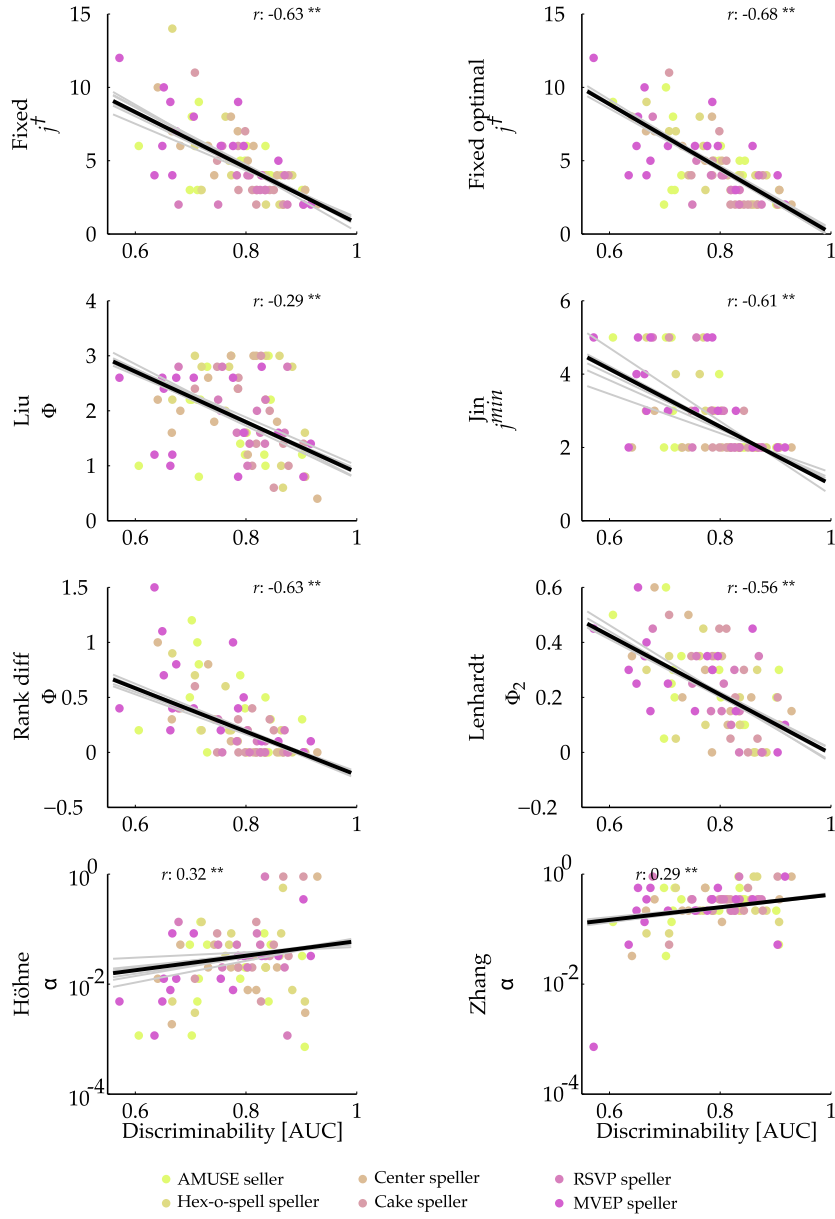 r: -0.63 **
r: -0.68 **
15
10
5
0
0.6
0.8
1
Fixed
j†
15
10
5
0
0.6
0.8
1
Fixed optimal
j†
r: -0.29 **
r: -0.61 **
4
3
2
1
0
0.6
0.8
1
Liu
Φ
6
4
2
0
0.6
0.8
1
Jin
jmin
r: -0.63 **
r: -0.56 **
1.5
1
0.5
0
−0.5
0.6
0.8
1
Rank diff
Φ
0.6
0.4
0.2
0
−0.2
0.6
0.8
1
Lenhardt
Φ2
r: 0.32 **
r: 0.29 **
10^0
10^-2
10^-4
0.6
0.8
1
Höhne
α
Discriminability [AUC]
10^0
10^-2
10^-4
0.6
0.8
1
Zhang
α
Discriminability [AUC]
AMUSE seller
Center speller
RSVP speller
Hex-o-spell speller
Cake speller
MVEP speller